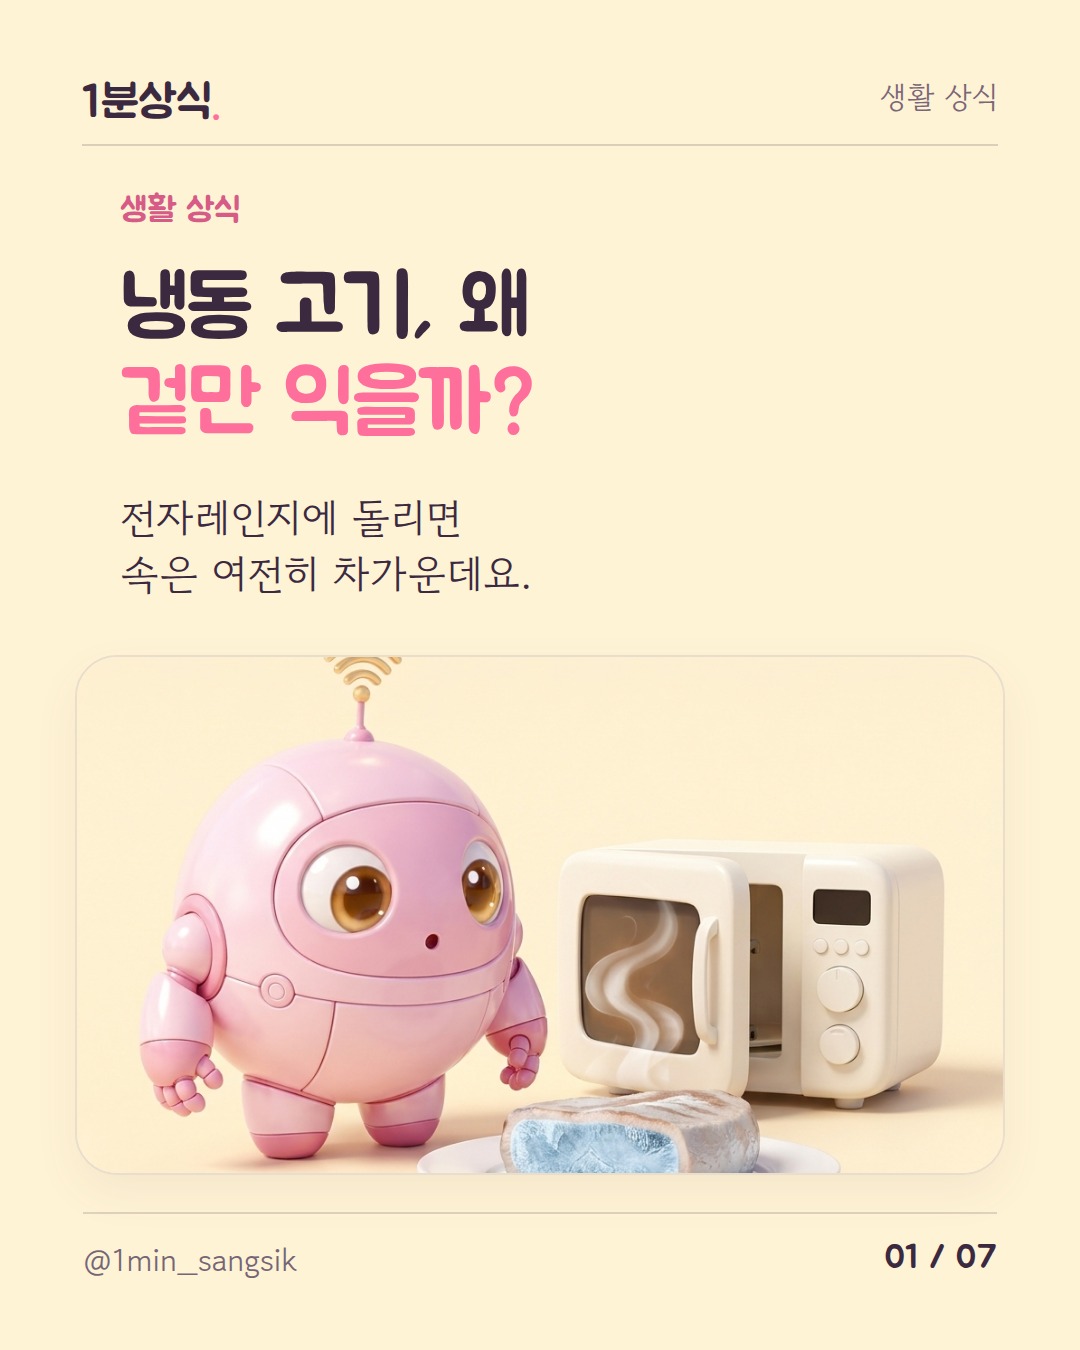 1분상식.
생활 상식
생활 상식
냉동 고기, 왜
겉만 익을까?
전자레인지에 돌리면
속은 여전히 차가운데요.
@1min_sangsik
01 / 07